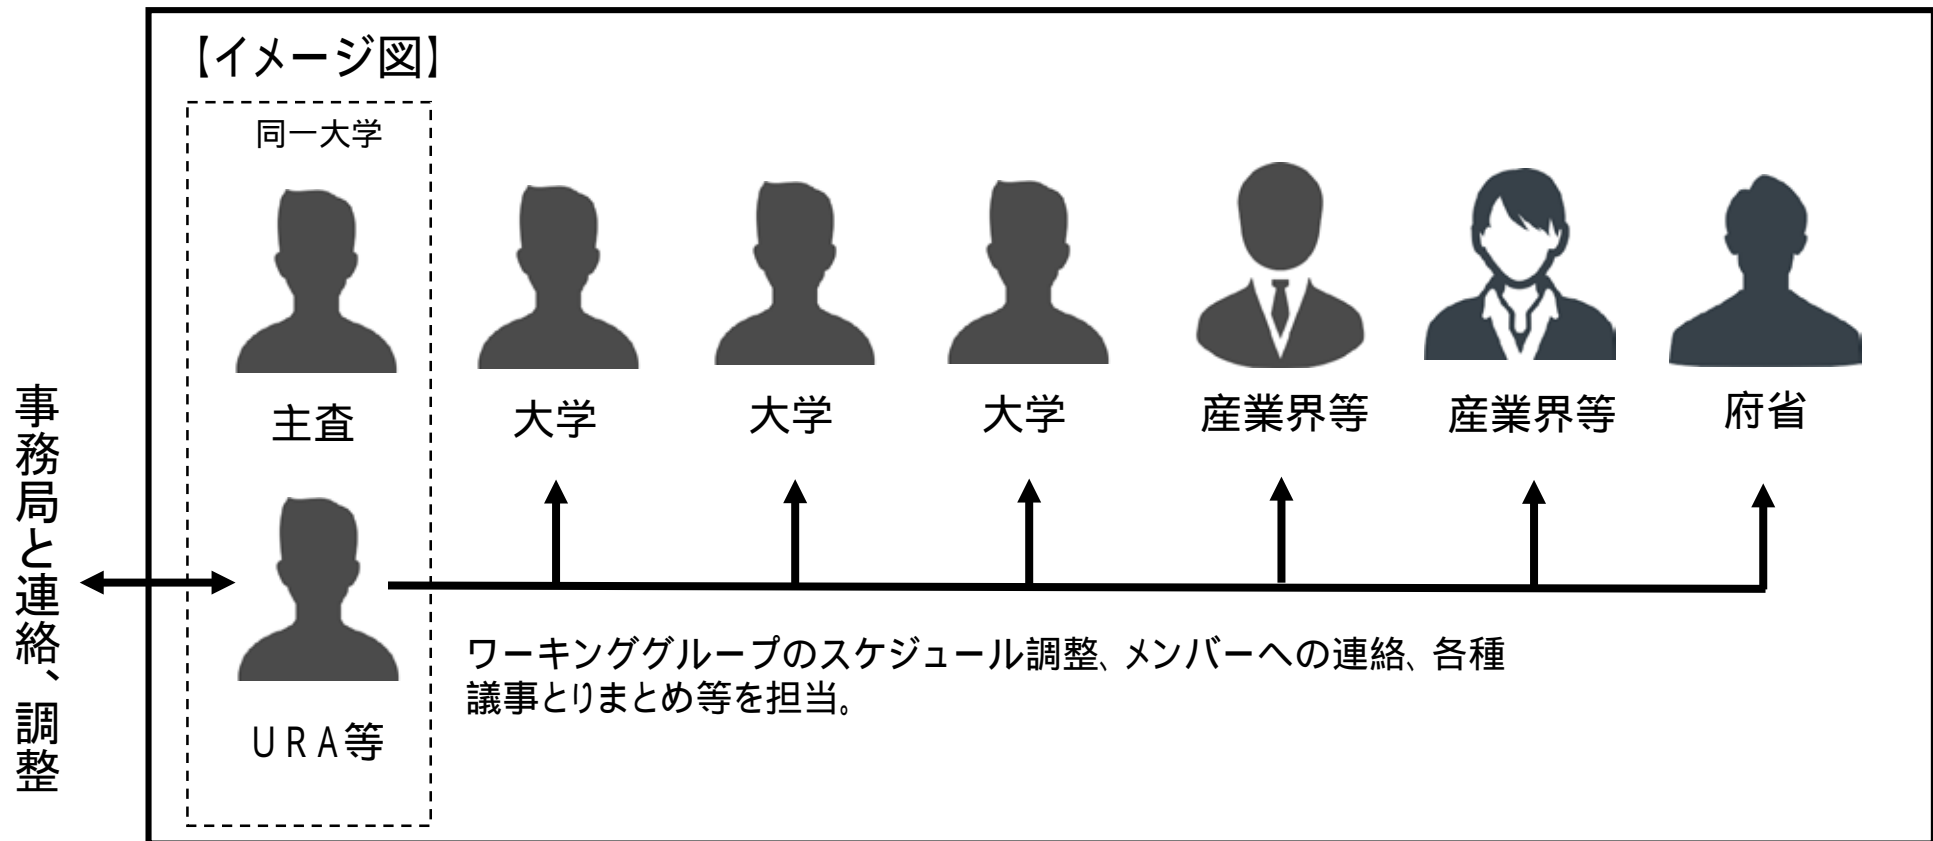 【イメージ図】
同一大学
主査
大学
大学
大学
産業界等
産業界等
府省
事務局と連絡、調整
ワーキンググループのスケジュール調整、メンバーへの連絡、各種
議事とりまとめ等を担当。
URA等